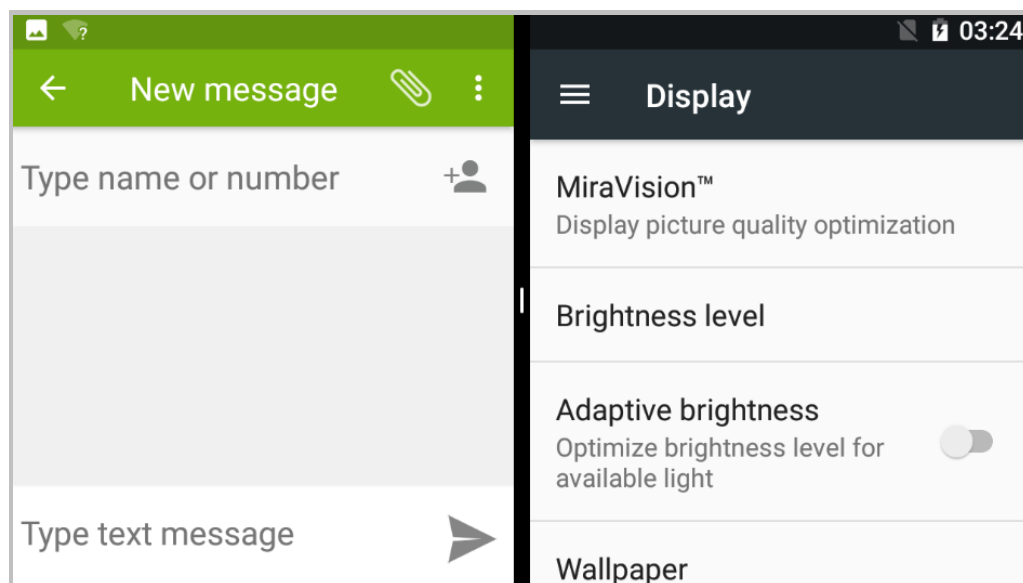 ?
03:24
New message
Display
Type name or number
MiraVision™
Display picture quality optimization
Brightness level
Adaptive brightness
Optimize brightness level for
available light
Type text message
Wallpaper